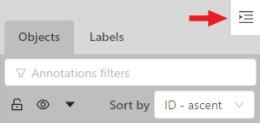 Objects Labels
Annotations filters
Sort by ID - ascent